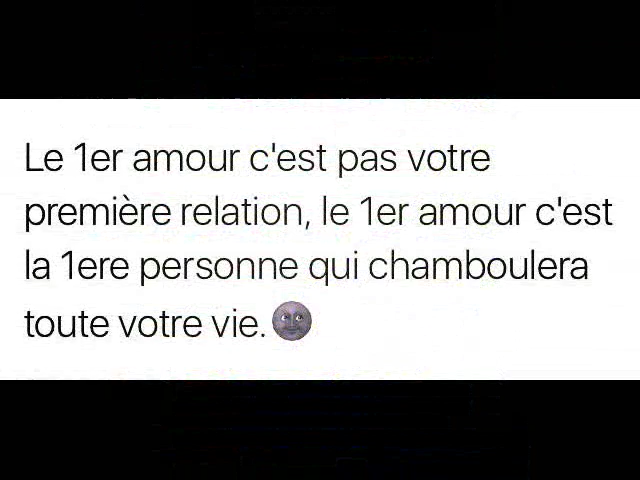 Le 1er amour c'est pas votre
première relation, le 1er amour c'est
la 1ere personne qui chamboulera
toute votre vie.🌚